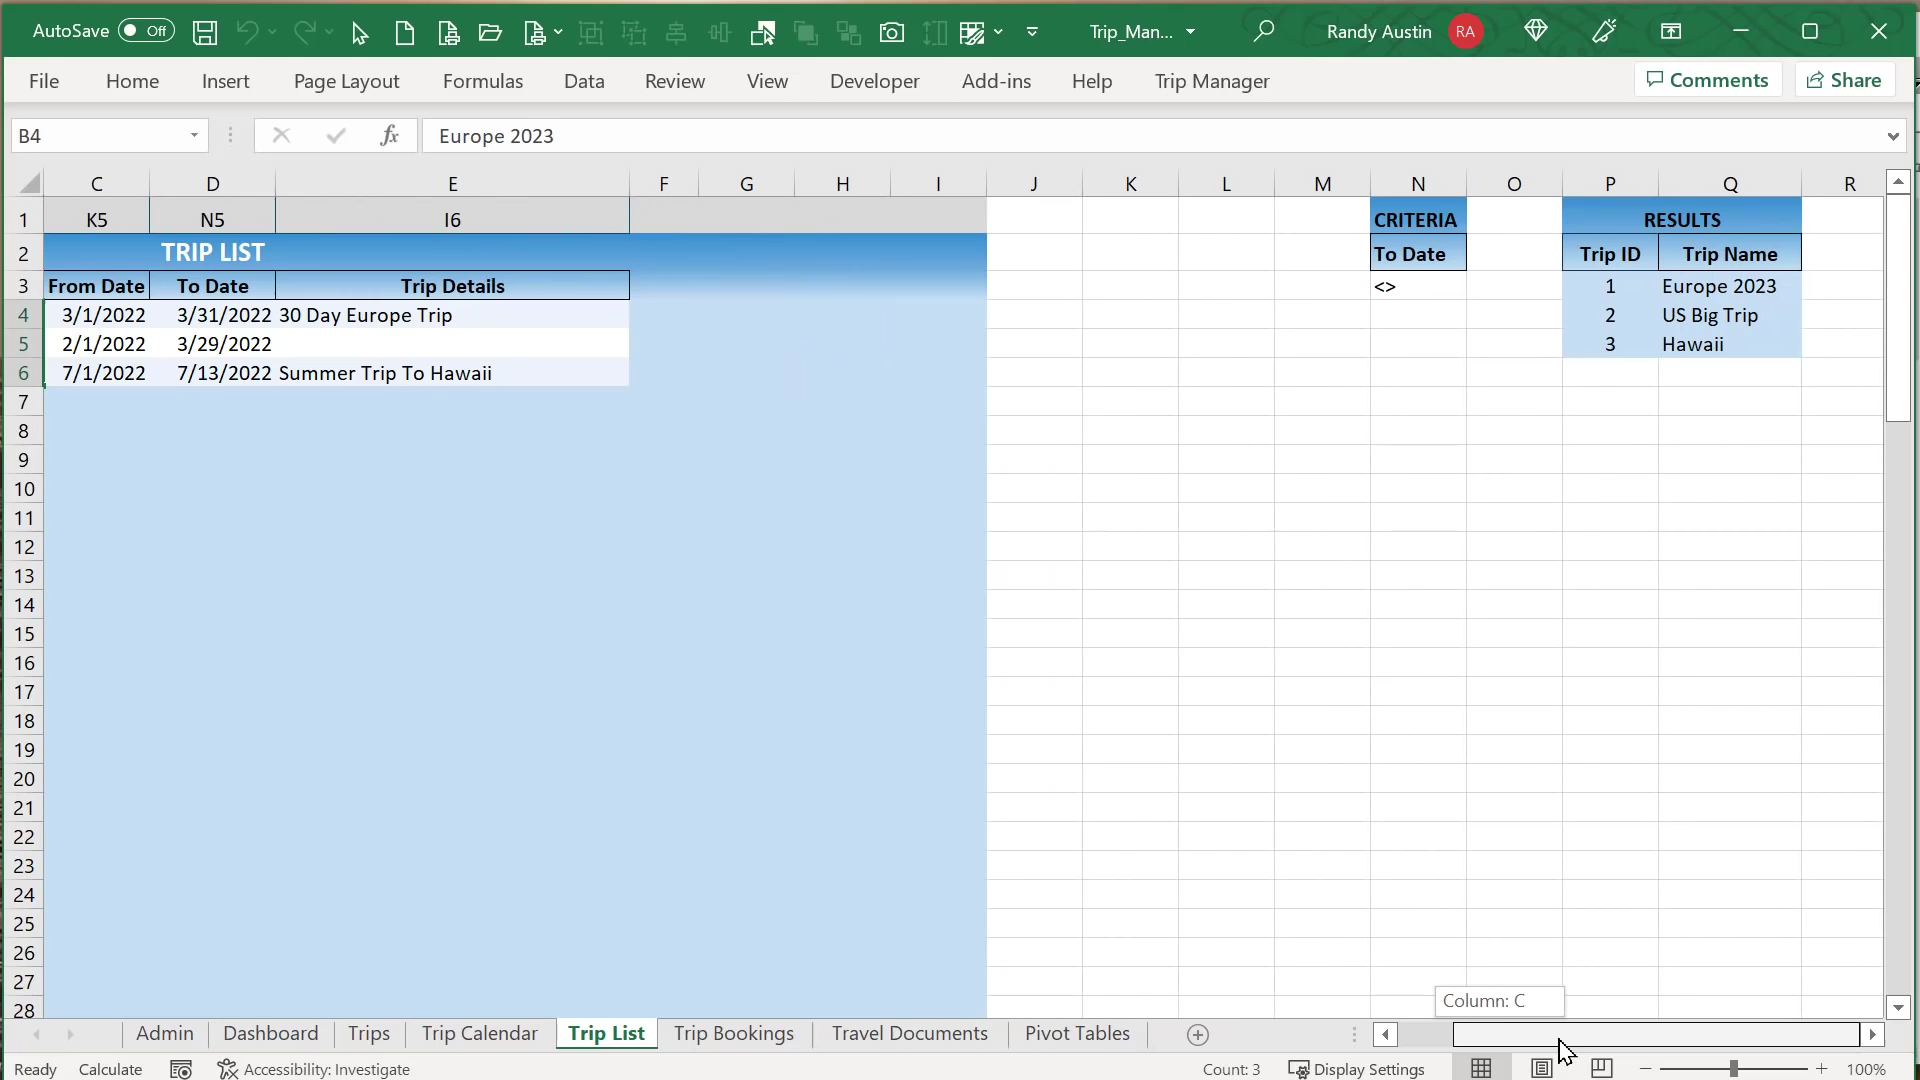 AutoSave Off Trip_Man... Randy Austin RA
File Home Insert Page Layout Formulas Data Review View Developer Add-ins Help Trip Manager Comments Share
B4 fx Europe 2023
C D E F G H I J K L M N O P Q R
1 K5 N5 I6 CRITERIA RESULTS
2 TRIP LIST To Date Trip ID Trip Name
3 From Date To Date Trip Details <> 1 Europe 2023
4 3/1/2022 3/31/2022 30 Day Europe Trip 2 US Big Trip
5 2/1/2022 3/29/2022 3 Hawaii
6 7/1/2022 7/13/2022 Summer Trip To Hawaii
7
8
9
10
11
12
13
14
15
16
17
18
19
20
21
22
23
24
25
26
27
28
Column: C
Admin Dashboard Trips Trip Calendar Trip List Trip Bookings Travel Documents Pivot Tables
Ready Calculate Accessibility: Investigate Count: 3 Display Settings 100%